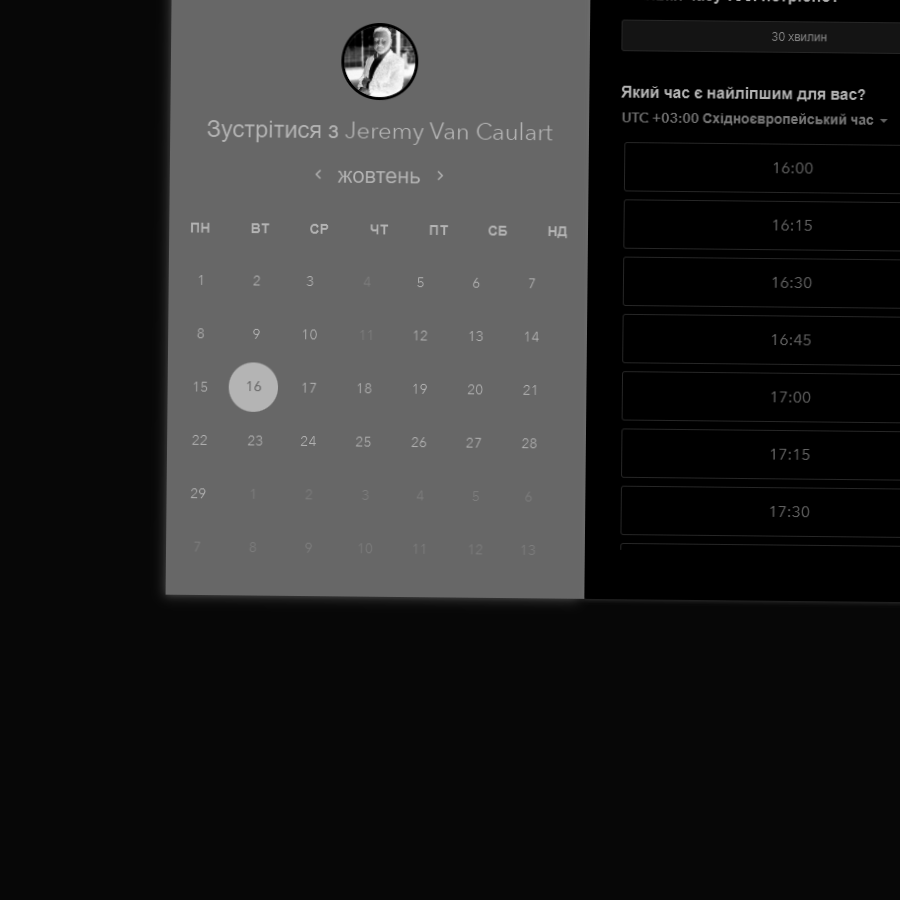 30 хвилин
Зустрітися з Jeremy Van Caulart
жовтень
ПН ВТ СР ЧТ ПТ СБ НД
1 2 3 4 5 6 7
8 9 10 11 12 13 14
15 16 17 18 19 20 21
22 23 24 25 26 27 28
29 1 2 3 4 5 6
7 8 9 10 11 12 13
Який час є найліпшим для вас?
UTC +03:00 Східноєвропейський час
16:00
16:15
16:30
16:45
17:00
17:15
17:30